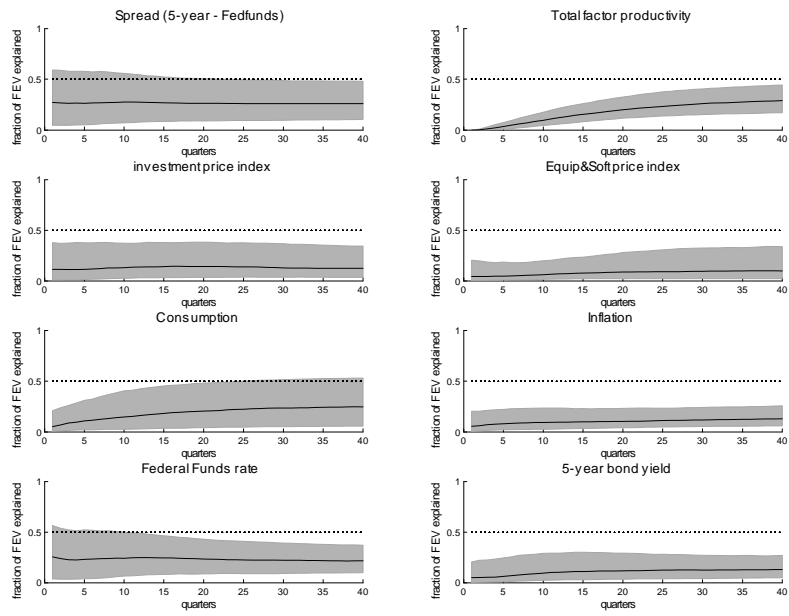 Spread (5-year - Fedfunds)
fraction of FEV explained
1
0.5
0
0 5 10 15 20 25 30 35 40
quarters
Total factor productivity
fraction of FEV explained
1
0.5
0
0 5 10 15 20 25 30 35 40
quarters
investment price index
fraction of FEV explained
1
0.5
0
0 5 10 15 20 25 30 35 40
quarters
Equip&Soft price index
fraction of FEV explained
1
0.5
0
0 5 10 15 20 25 30 35 40
quarters
Consumption
fraction of FEV explained
1
0.5
0
0 5 10 15 20 25 30 35 40
quarters
Inflation
fraction of FEV explained
1
0.5
0
0 5 10 15 20 25 30 35 40
quarters
Federal Funds rate
fraction of FEV explained
1
0.5
0
0 5 10 15 20 25 30 35 40
quarters
5-year bond yield
fraction of FEV explained
1
0.5
0
0 5 10 15 20 25 30 35 40
quarters